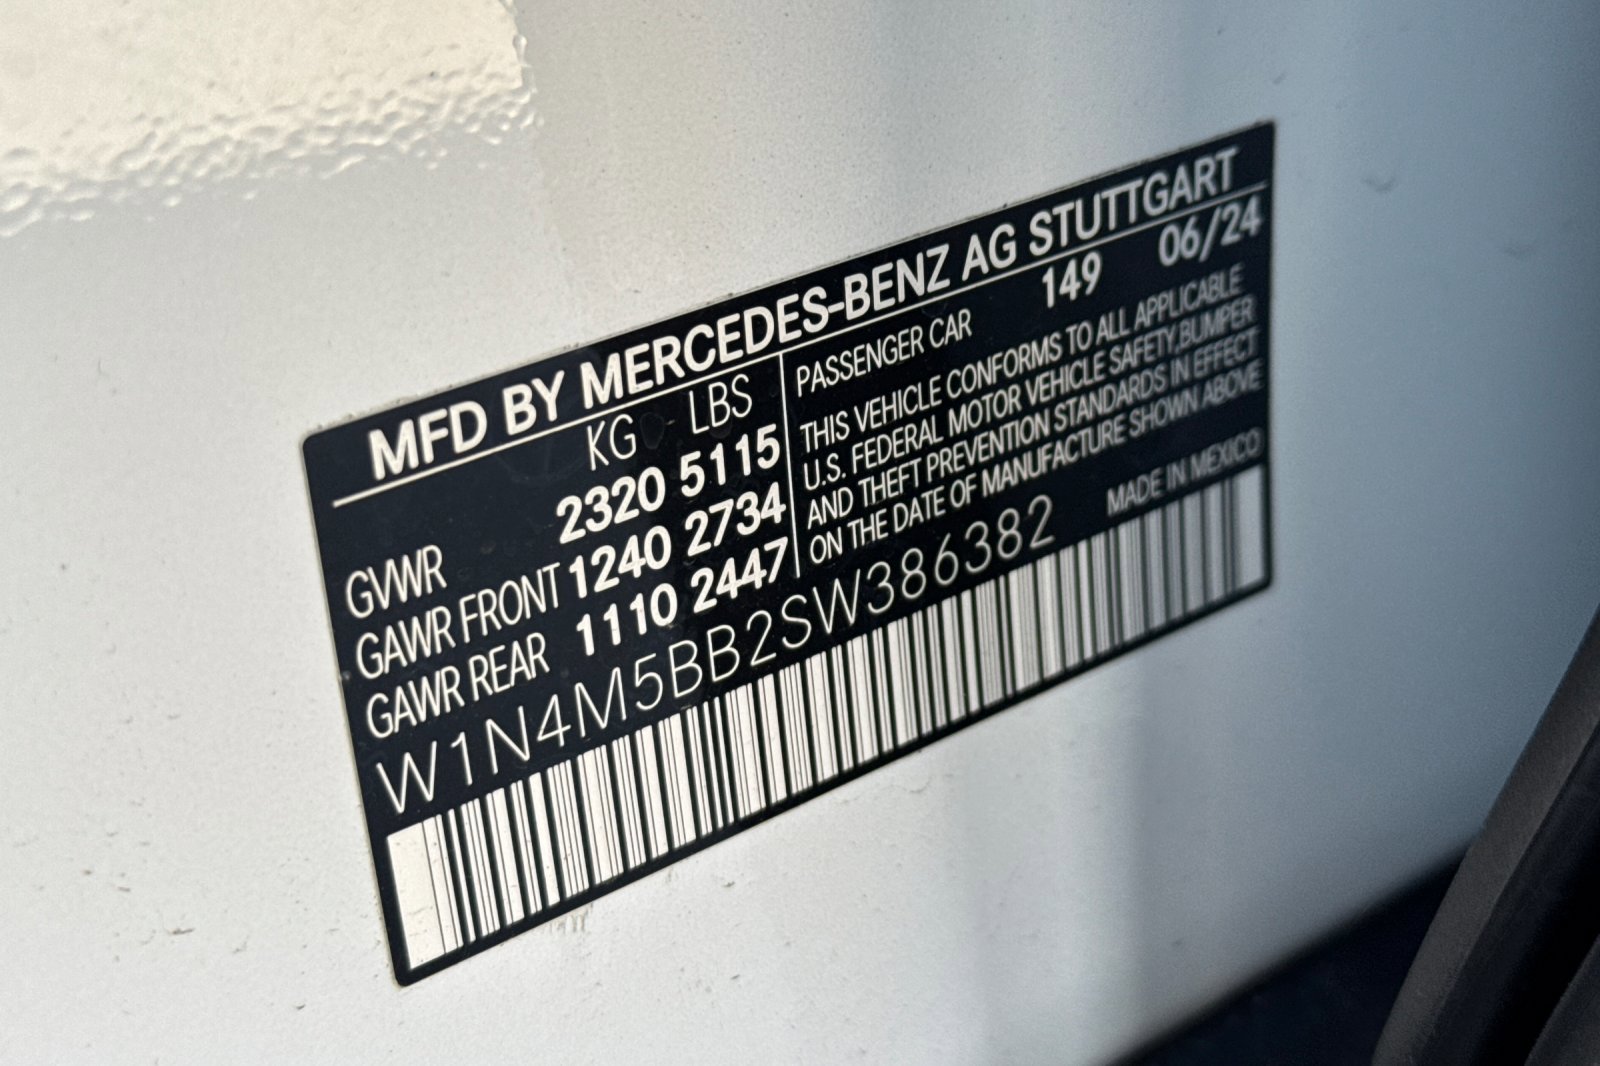 MFD BY MERCEDES-BENZ AG STUTTGART
KG LBS
GVWR 2320 5115
GAWR FRONT 1240 2734
GAWR REAR 1110 2447
PASSENGER CAR 149 06/24
THIS VEHICLE CONFORMS TO ALL APPLICABLE
U.S. FEDERAL MOTOR VEHICLE SAFETY,BUMPER
AND THEFT PREVENTION STANDARDS IN EFFECT
ON THE DATE OF MANUFACTURE SHOWN ABOVE
W1N4M5BB2SW386382 MADE IN MEXICO